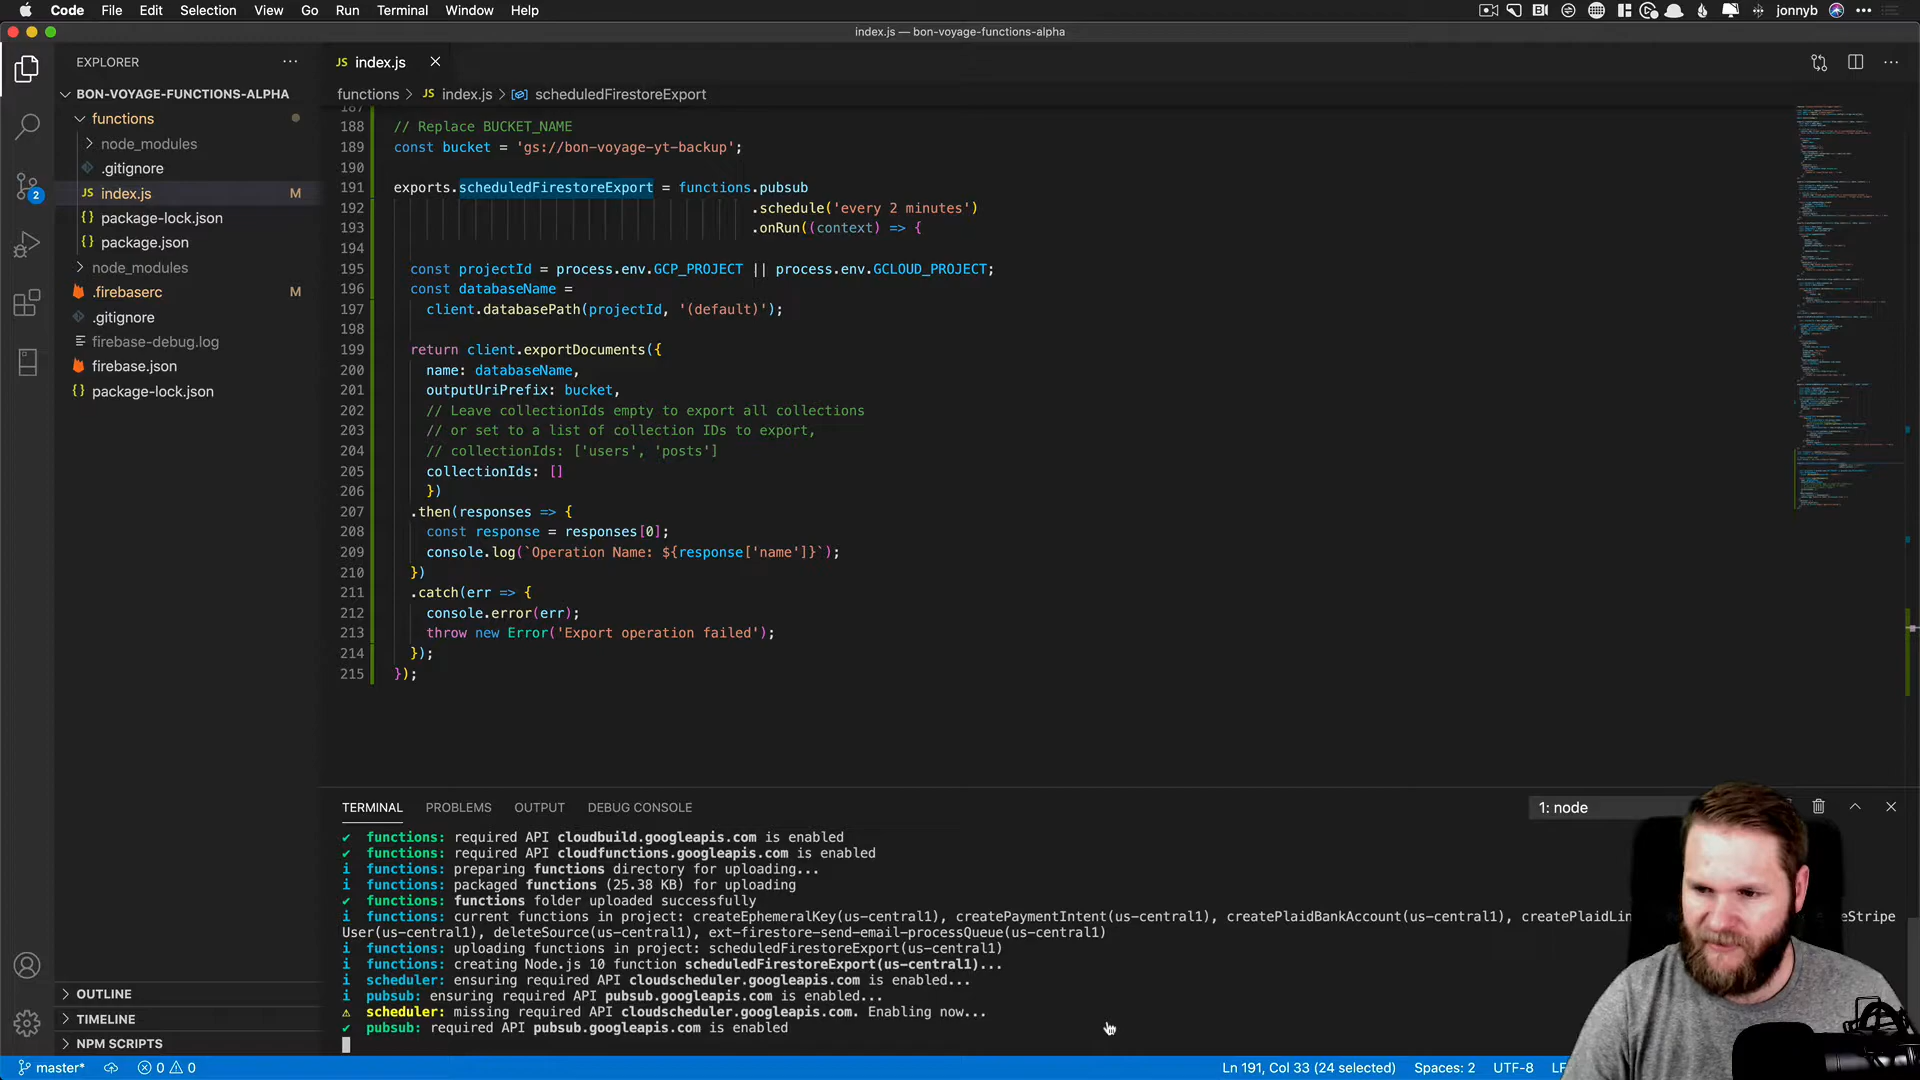 Code File Edit Selection View Go Run Terminal Window Help jonnyb
index.js — bon-voyage-functions-alpha
EXPLORER
JS index.js
BON-VOYAGE-FUNCTIONS-ALPHA
functions
node_modules
.gitignore
JS index.js M
{} package-lock.json
{} package.json
node_modules
.firebaserc M
.gitignore
firebase-debug.log
firebase.json
{} package-lock.json
2
OUTLINE
TIMELINE
NPM SCRIPTS
functions > JS index.js > scheduledFirestoreExport
187
188 // Replace BUCKET_NAME
189 const bucket = 'gs://bon-voyage-yt-backup';
190
191 exports.scheduledFirestoreExport = functions.pubsub
192 .schedule('every 2 minutes')
193 .onRun((context) => {
194
195 const projectId = process.env.GCP_PROJECT || process.env.GCLOUD_PROJECT;
196 const databaseName =
197 client.databasePath(projectId, '(default)');
198
199 return client.exportDocuments({
200 name: databaseName,
201 outputUriPrefix: bucket,
202 // Leave collectionIds empty to export all collections
203 // or set to a list of collection IDs to export,
204 // collectionIds: ['users', 'posts']
205 collectionIds: []
206 })
207 .then(responses => {
208 const response = responses[0];
209 console.log(`Operation Name: ${response['name']}`);
210 })
211 .catch(err => {
212 console.error(err);
213 throw new Error('Export operation failed');
214 });
215 });
TERMINAL PROBLEMS OUTPUT DEBUG CONSOLE 1: node
✔ functions: required API cloudbuild.googleapis.com is enabled
✔ functions: required API cloudfunctions.googleapis.com is enabled
i functions: preparing functions directory for uploading...
i functions: packaged functions (25.38 KB) for uploading
✔ functions: functions folder uploaded successfully
i functions: current functions in project: createEphemeralKey(us-central1), createPaymentIntent(us-central1), createPlaidBankAccount(us-central1), createPlaidLin eStripe
User(us-central1), deleteSource(us-central1), ext-firestore-send-email-processQueue(us-central1)
i functions: uploading functions in project: scheduledFirestoreExport(us-central1)
i functions: creating Node.js 10 function scheduledFirestoreExport(us-central1)...
i scheduler: ensuring required API cloudscheduler.googleapis.com is enabled...
i pubsub: ensuring required API pubsub.googleapis.com is enabled...
⚠ scheduler: missing required API cloudscheduler.googleapis.com. Enabling now...
✔ pubsub: required API pubsub.googleapis.com is enabled
master* 0 0 Ln 191, Col 33 (24 selected) Spaces: 2 UTF-8 LF